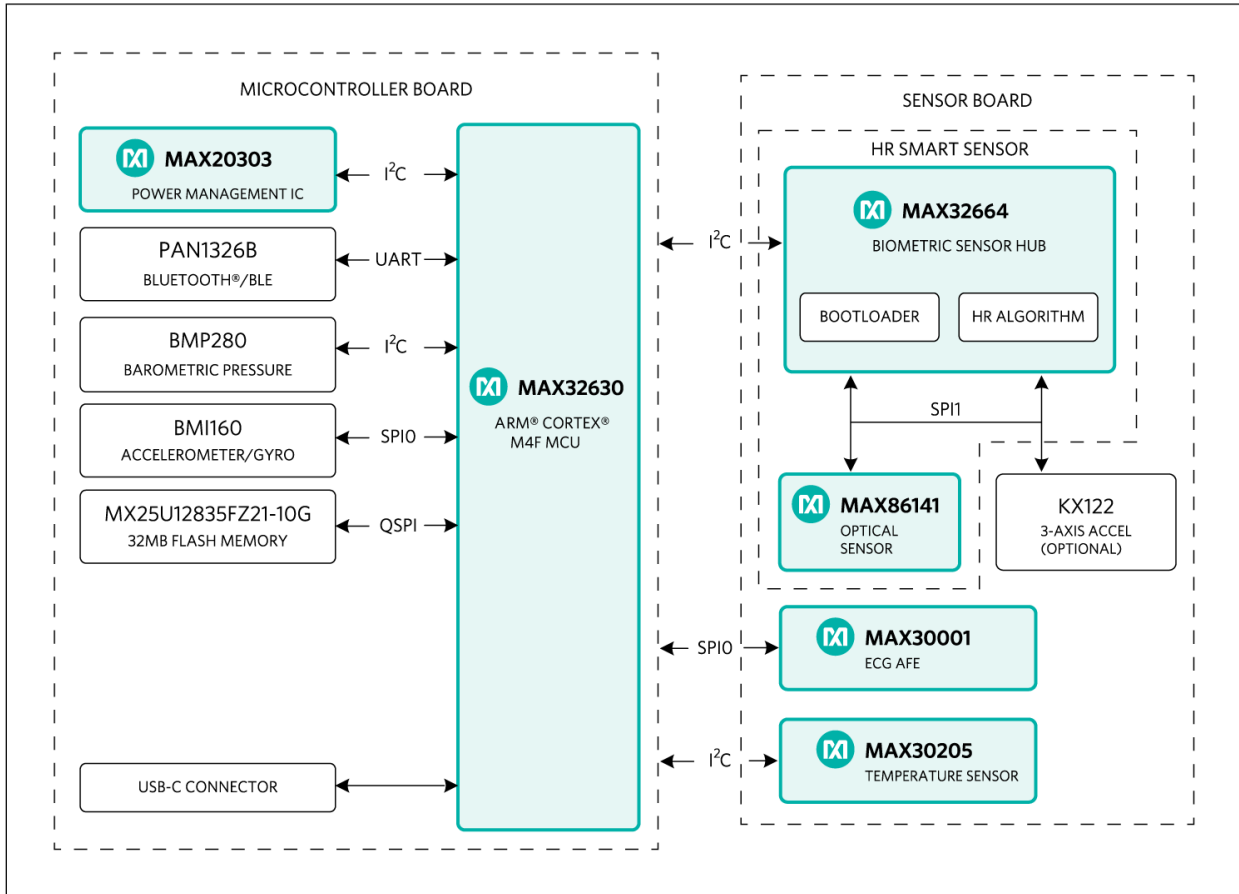 MICROCONTROLLER BOARD
MAX20303
POWER MANAGEMENT IC
I²C
PAN1326B
BLUETOOTH®/BLE
UART
BMP280
BAROMETRIC PRESSURE
I²C
BMI160
ACCELEROMETER/GYRO
SPI0
MX25U12835FZ21-10G
32MB FLASH MEMORY
QSPI
USB-C CONNECTOR
MAX32630
ARM® CORTEX®
M4F MCU
I²C
SPI0
I²C
SENSOR BOARD
HR SMART SENSOR
MAX32664
BIOMETRIC SENSOR HUB
BOOTLOADER
HR ALGORITHM
SPI1
MAX86141
OPTICAL
SENSOR
KX122
3-AXIS ACCEL
(OPTIONAL)
MAX30001
ECG AFE
MAX30205
TEMPERATURE SENSOR